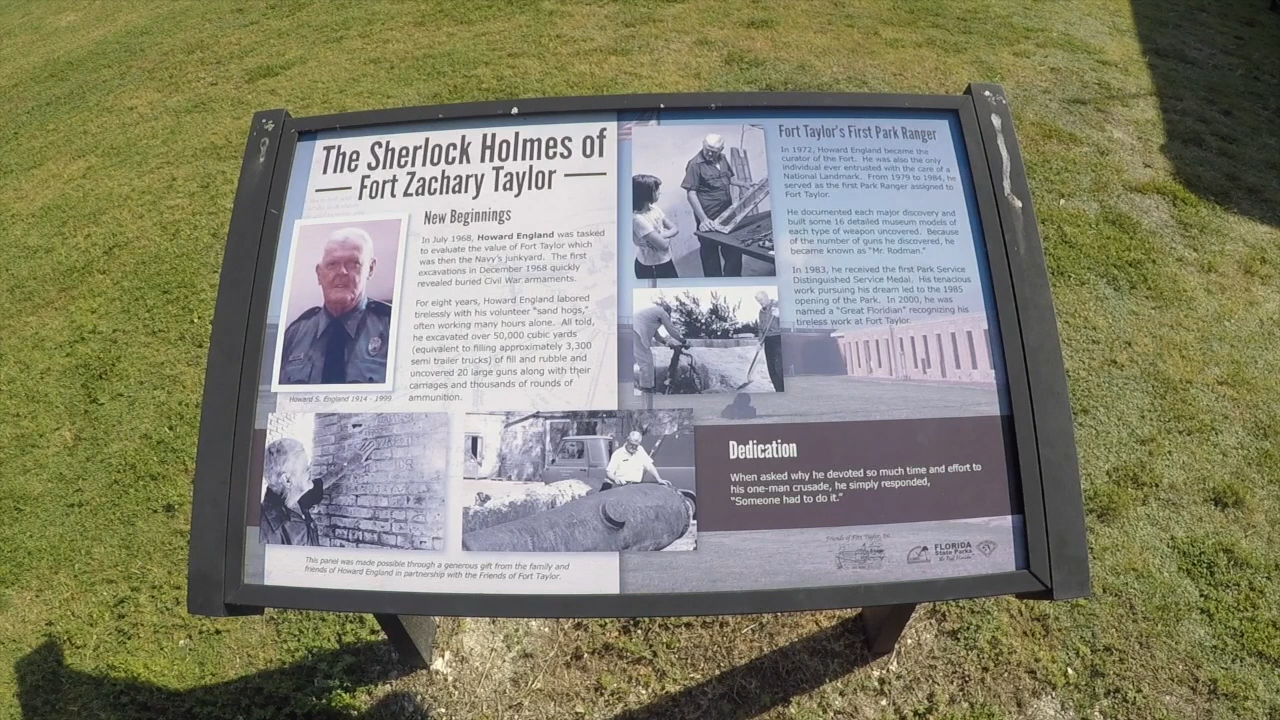 The Sherlock Holmes of
Fort Zachary Taylor
New Beginnings
In July 1968, Howard England was tasked
to evaluate the value of Fort Taylor which
was then the Navy's junkyard. The first
excavations in December 1968 quickly
revealed buried Civil War armaments.
For eight years, Howard England labored
tirelessly with his volunteer "sand hogs,"
often working many hours alone. All told,
he excavated over 50,000 cubic yards
(equivalent to filling approximately 3,300
semi trailer trucks) of fill and rubble and
uncovered 20 large guns along with their
carriages and thousands of rounds of
ammunition.
Howard S. England 1914 - 1999
This panel was made possible through a generous gift from the family and
friends of Howard England in partnership with the Friends of Fort Taylor.
Fort Taylor's First Park Ranger
In 1972, Howard England became the
curator of the Fort. He was also the only
individual ever entrusted with the care of a
National Landmark. From 1979 to 1984, he
served as the first Park Ranger assigned to
Fort Taylor.
He documented each major discovery and
built some 16 detailed museum models of
each type of weapon uncovered. Because
of the number of guns he discovered, he
became known as "Mr. Rodman."
In 1983, he received the first Park Service
Distinguished Service Medal. His tenacious
work pursuing his dream led to the 1985
opening of the Park. In 2000, he was
named a "Great Floridian" recognizing his
tireless work at Fort Taylor.
Dedication
When asked why he devoted so much time and effort to
his one-man crusade, he simply responded,
"Someone had to do it."
Friends of Fort Taylor,
FLORIDA
State Parks